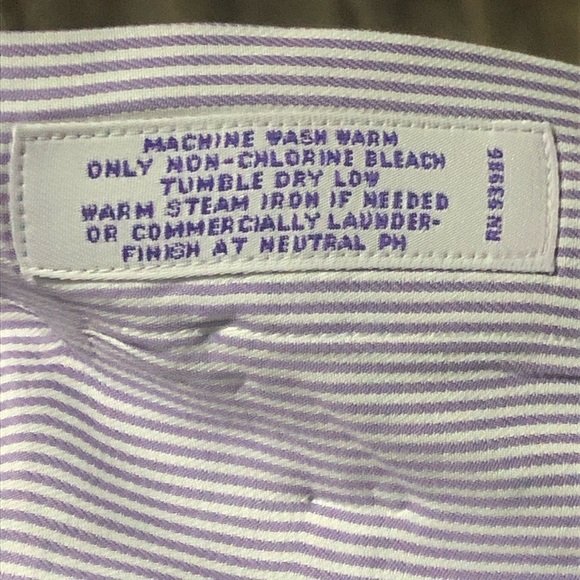 MACHINE WASH WARM
ONLY NON-CHLORINE BLEACH
TUMBLE DRY LOW
WARM STEAM IRON IF NEEDED
OR COMMERCIALLY LAUNDER-
FINISH AT NEUTRAL PH
RN 93986